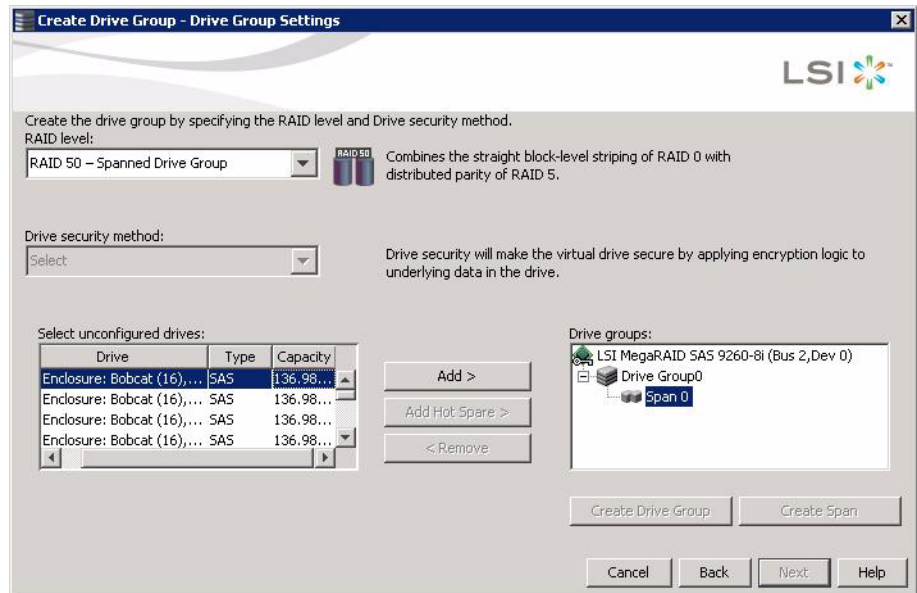 Create Drive Group - Drive Group Settings
LSI
Create the drive group by specifying the RAID level and Drive security method.
RAID level:
RAID 50 – Spanned Drive Group
RAID 50
Combines the straight block-level striping of RAID 0 with
distributed parity of RAID 5.
Drive security method:
Select
Drive security will make the virtual drive secure by applying encryption logic to
underlying data in the drive.
Select unconfigured drives:
Drive Type Capacity
Enclosure: Bobcat (16),... SAS 136.98...
Enclosure: Bobcat (16),... SAS 136.98...
Enclosure: Bobcat (16),... SAS 136.98...
Enclosure: Bobcat (16),... SAS 136.98...
Add >
Add Hot Spare >
< Remove
Drive groups:
LSI MegaRAID SAS 9260-8i (Bus 2,Dev 0)
Drive Group0
Span 0
Create Drive Group
Create Span
Cancel
Back
Next
Help